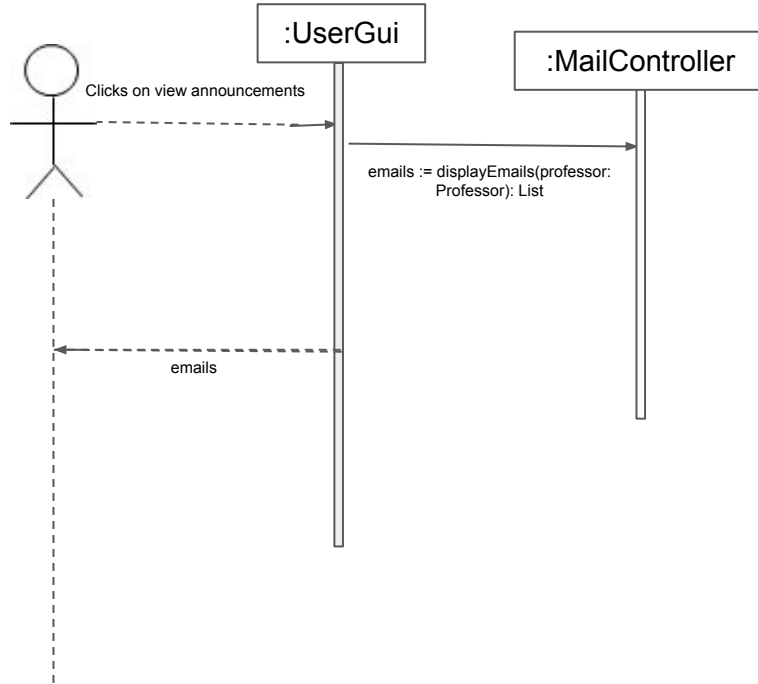 :UserGui
:MailController
Clicks on view announcements
emails := displayEmails(professor:
Professor): List
emails